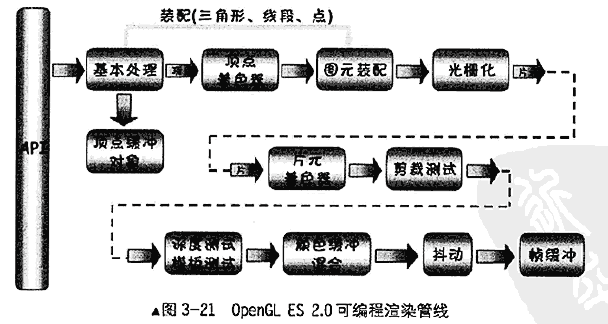 装配(三角形、线段、点)
API
基本处理
顶点
着色器
图元装配
光栅化
片
顶点缓冲
对象
片
片元
着色器
剪裁测试
深度测试
模板测试
颜色缓冲
混合
抖动
帧缓冲
▲图 3-21 OpenGL ES 2.0 可编程渲染管线